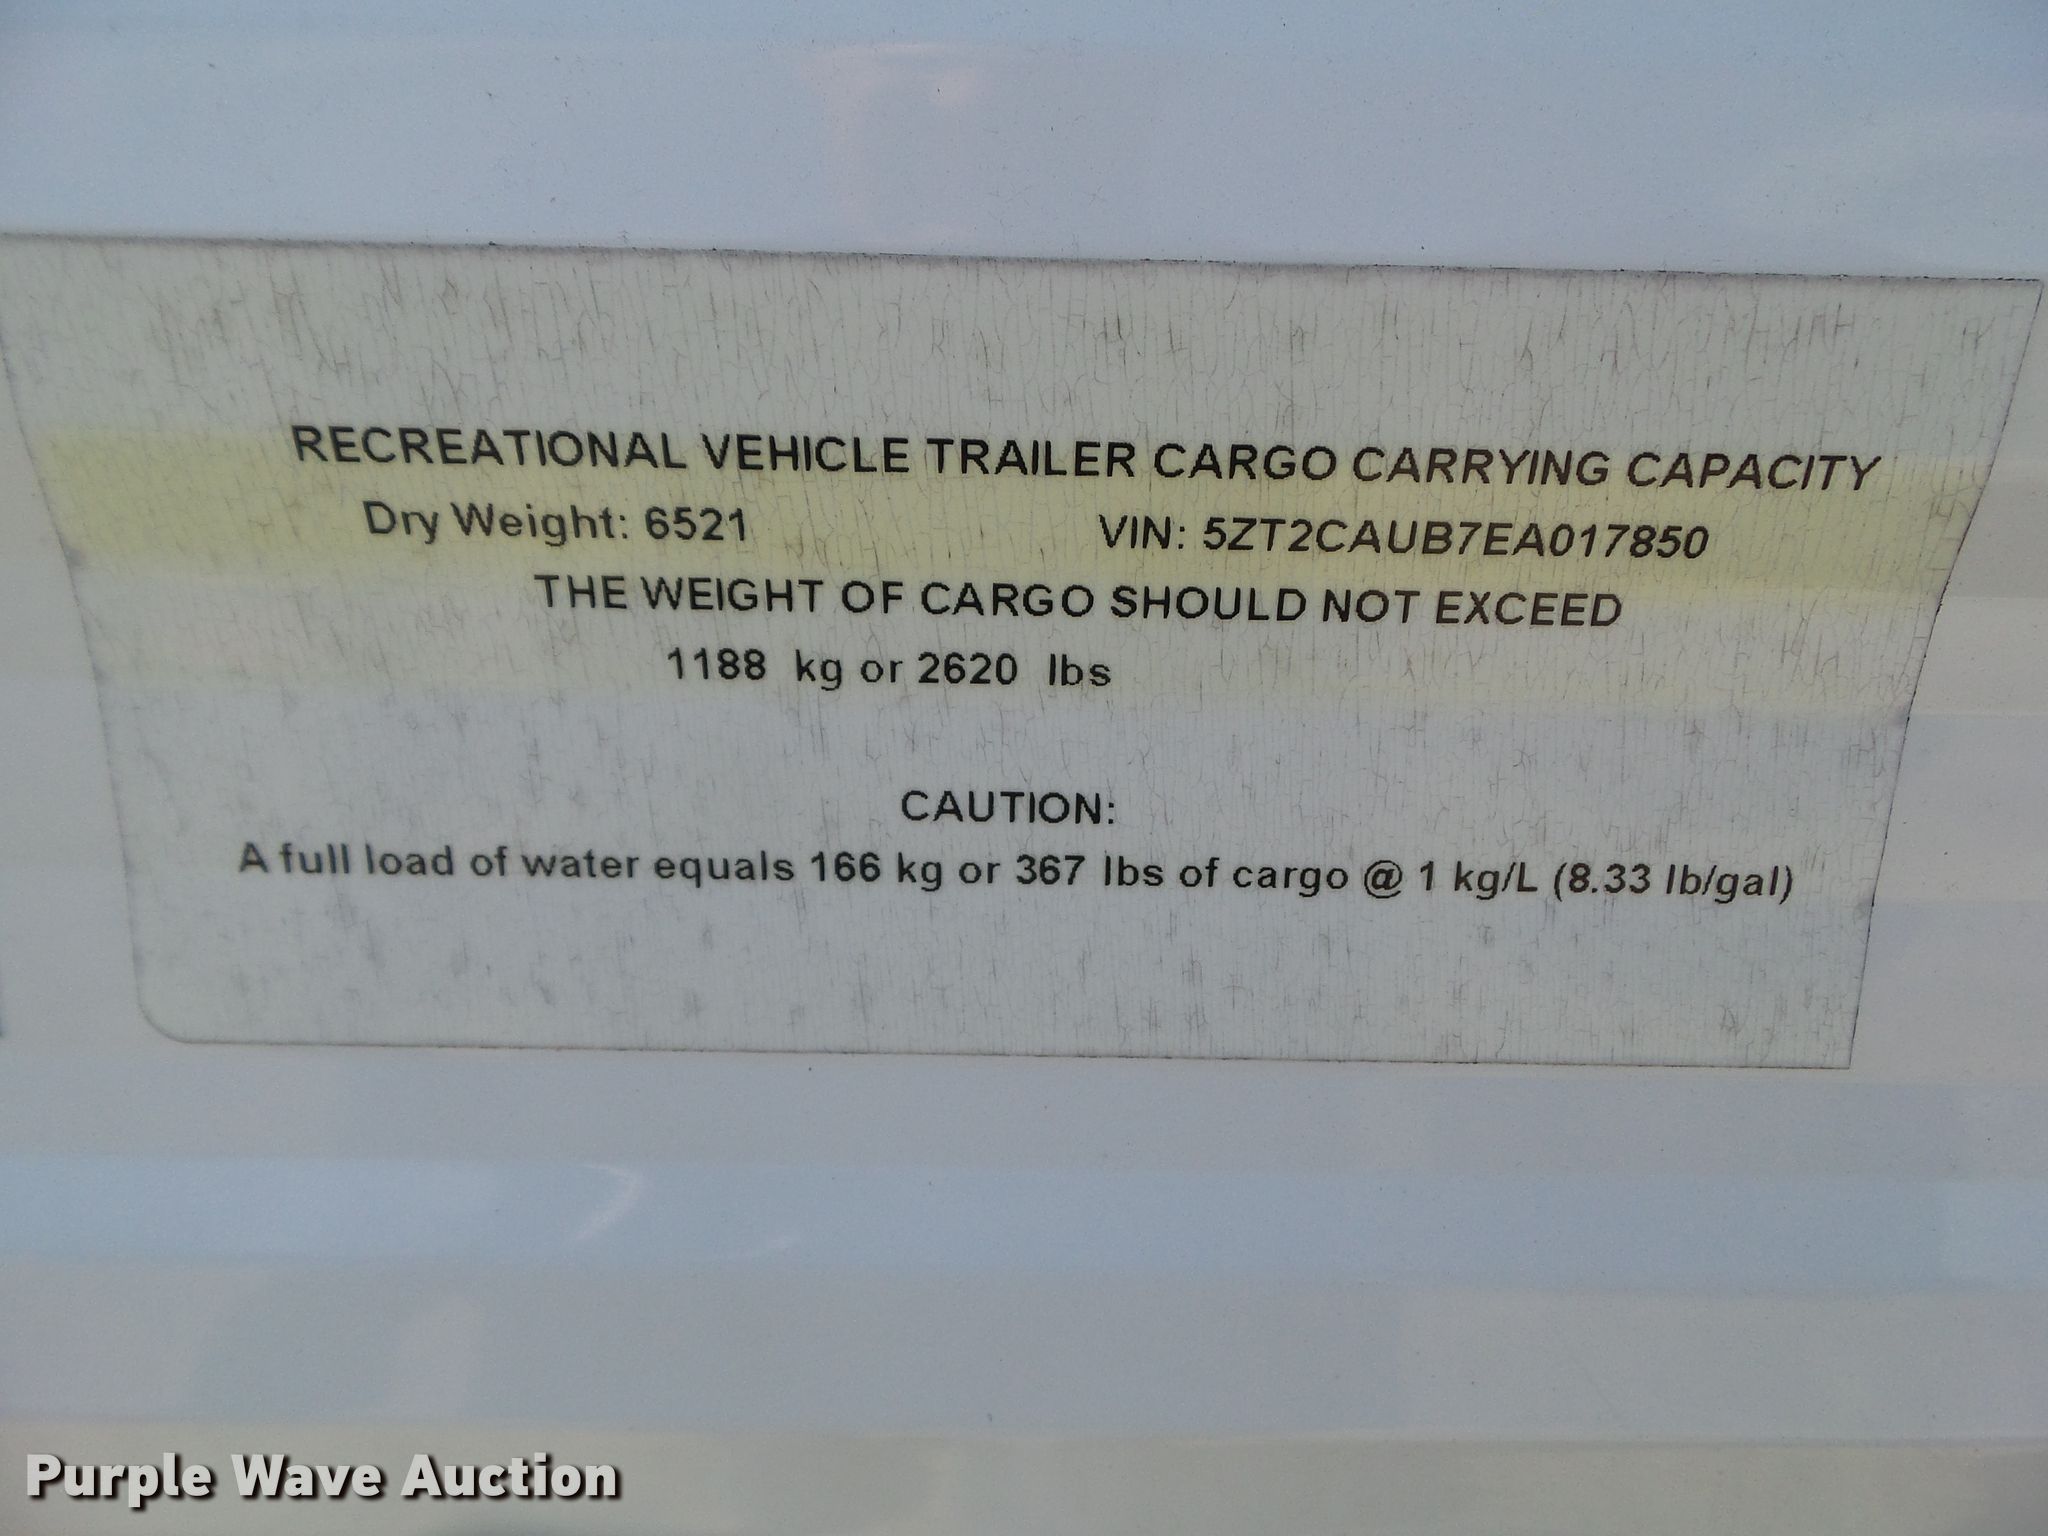 RECREATIONAL VEHICLE TRAILER CARGO CARRYING CAPACITY
Dry Weight: 6521 VIN: 5ZT2CAUB7EA017850
THE WEIGHT OF CARGO SHOULD NOT EXCEED
1188 kg or 2620 lbs
CAUTION:
A full load of water equals 166 kg or 367 lbs of cargo @ 1 kg/L (8.33 lb/gal)
Purple Wave Auction